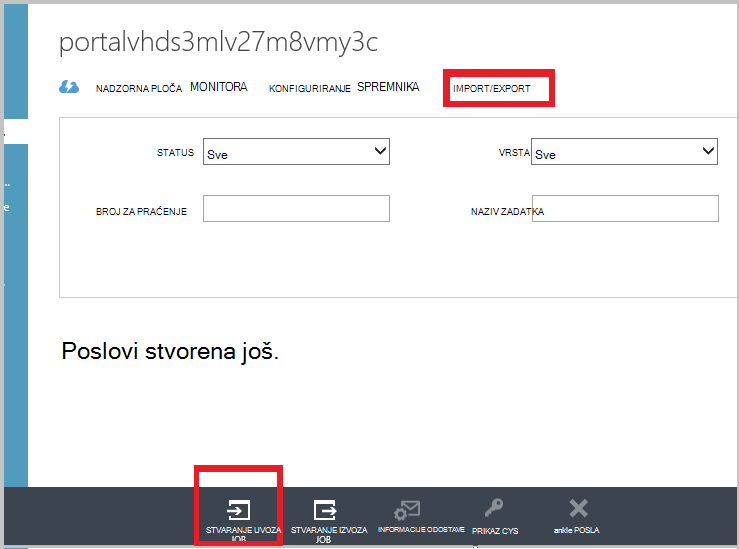 portalvhds3mlv27m8vmy3c
NADZORNA PLOČA MONITORA KONFIGURIRANJE SPREMNIKA IMPORT/EXPORT
STATUS Sve VRSTA Sve
BROJ ZA PRAĆENJE NAZIV ZADATKA
..
e
Poslovi stvorena još.
STVARANJE UVOZA STVARANJE IZVOZA INFORMACIJE ODOSTAVE PRIKAZ CYS ankle POSLA
JOB JOB